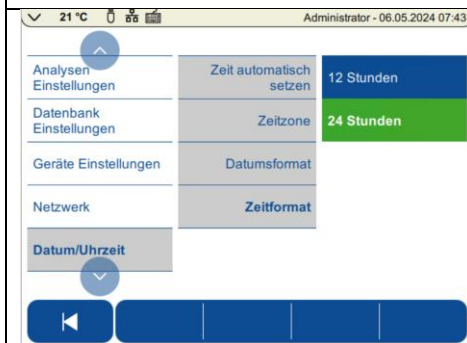 21 °C Administrator - 06.05.2024 07:43
Analysen
Einstellungen
Zeit automatisch
setzen
12 Stunden
Datenbank
Einstellungen
Zeitzone
24 Stunden
Geräte Einstellungen
Datumsformat
Netzwerk
Zeitformat
Datum/Uhrzeit